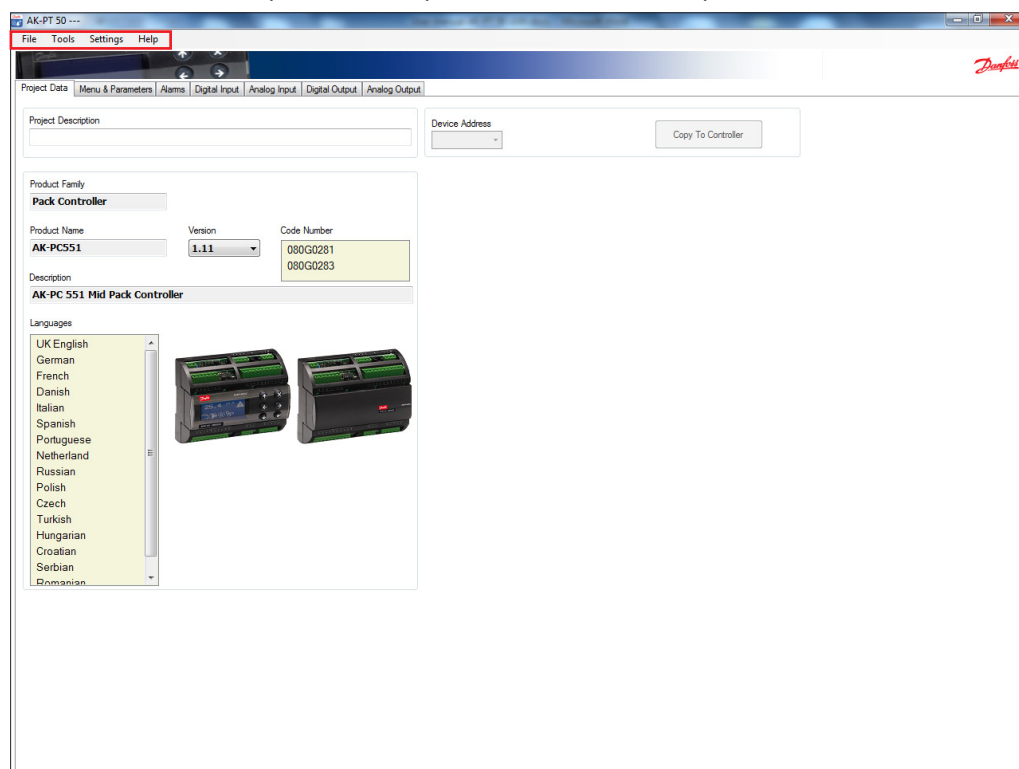 AK-PT 50 ---
File Tools Settings Help
Danfoss
Project Data Menu & Parameters Alarms Digital Input Analog Input Digital Output Analog Output
Project Description
Device Address
Copy To Controller
Product Family
Pack Controller
Product Name Version Code Number
AK-PC551 1.11 080G0281
080G0283
Description
AK-PC 551 Mid Pack Controller
Languages
UK English
German
French
Danish
Italian
Spanish
Portuguese
Netherland
Russian
Polish
Czech
Turkish
Hungarian
Croatian
Serbian
Romanian